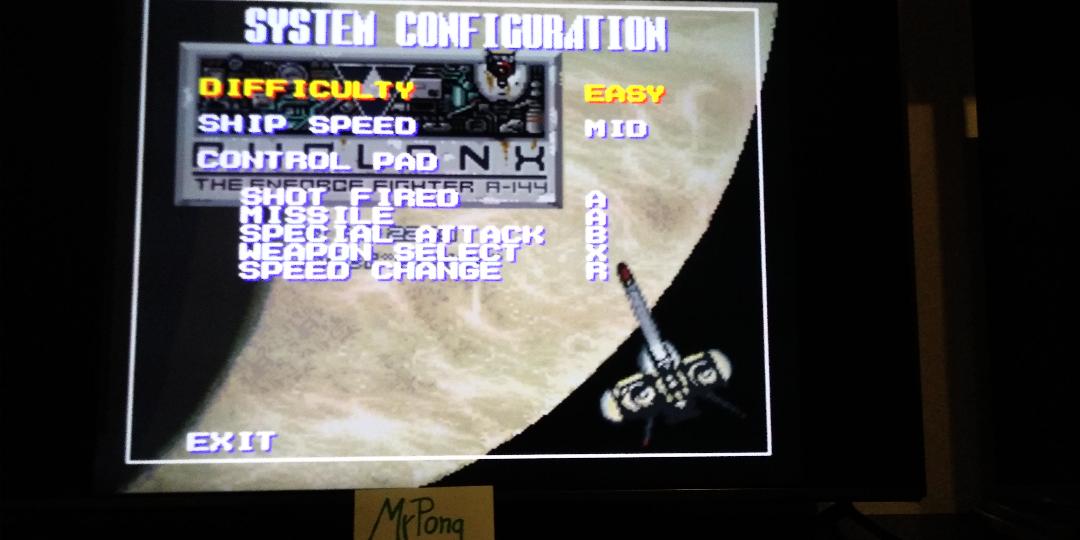 SYSTEM CONFIGURATION
DIFFICULTY EASY
SHIP SPEED MID
CONTROL PAD
THE ENFORCE FIGHTER A-144
SHOT FIRED A
MISSILE A
SPECIAL ATTACK B
WEAPON SELECT X
SPEED CHANGE R
EXIT
MrPong